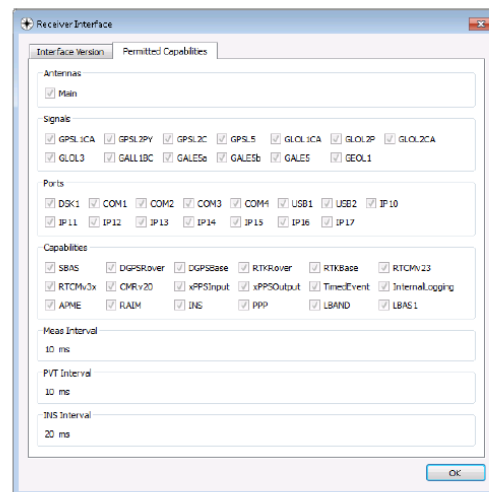 Receiver Interface
Interface Version Permitted Capabilities
Antennas
Main
Signals
GPSL1CA GPSL2PY GPSL2C GPSL5 GLOL1CA GLOL2P GLOL2CA
GLOL3 GALL1BC GALE5a GALE5b GALE5 GEOL1
Ports
DSK1 COM1 COM2 COM3 COM4 USB1 USB2 IP10
IP11 IP12 IP13 IP14 IP15 IP16 IP17
Capabilities
SBAS DGPSRover DGPSBase RTKRover RTKBase RTCMv23
RTCMv3x CMRv20 xPPSInput xPPSOutput TimedEvent InternalLogging
APME RAIM INS PPP LBAND LBAS1
Meas Interval
10 ms
PVT Interval
10 ms
INS Interval
20 ms
OK